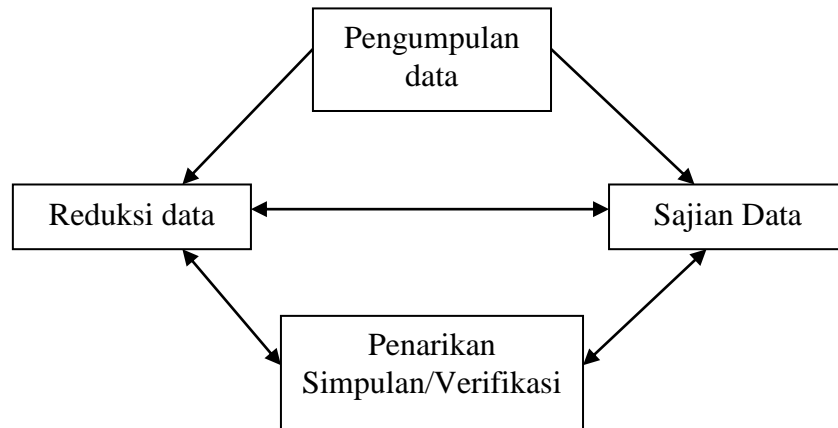 Pengumpulan
data
Reduksi data
Sajian Data
Penarikan
Simpulan/Verifikasi